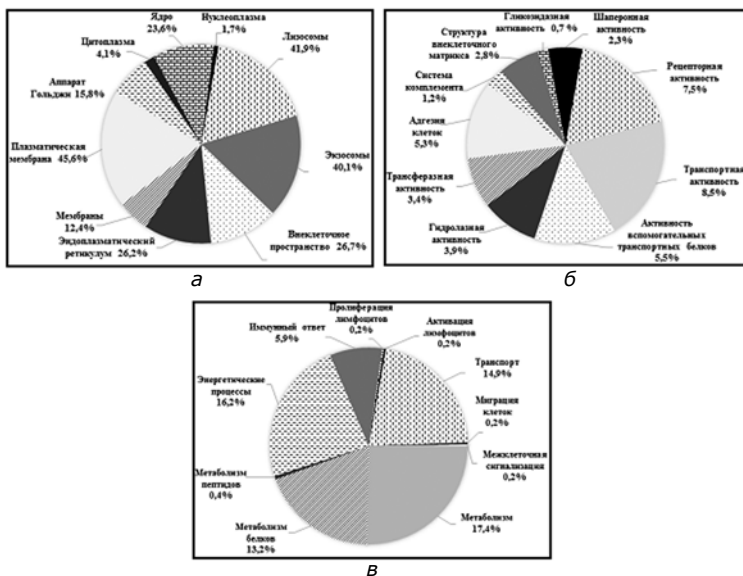 Ядро
23,6%
Нуклеоплазма
1,7%
Лизосомы
41,9%
Цитоплазма
4,1%
Аппарат
Гольджи 15,8%
Плазматическая
мембрана 45,6%
Экзосомы
40,1%
Мембраны
12,4%
Эндоплазматический
ретикулум 26,2%
Внеклеточное
пространство 26,7%
а
Гликозидазная
активность 0,7 %
Шаперонная
активность
2,3%
Структура
внеклеточного
матрикса 2,8%
Рецепторная
активность
7,5%
Система
комплемента
1,2%
Адгезия
клеток
5,3%
Трансферазная
активность
3,4%
Транспортная
активность
8,5%
Гидролазная
активность
3,9%
Активность
вспомогательных
транспортных белков
5,5%
б
Пролиферация
лимфоцитов
0,2%
Иммунный ответ
5,9%
Активация
лимфоцитов
0,2%
Транспорт
14,9%
Энергетические
процессы
16,2%
Миграция
клеток
0,2%
Межклеточная
сигнализация
0,2%
Метаболизм
пептидов
0,4%
Метаболизм
белков
13,2%
Метаболизм
17,4%
в